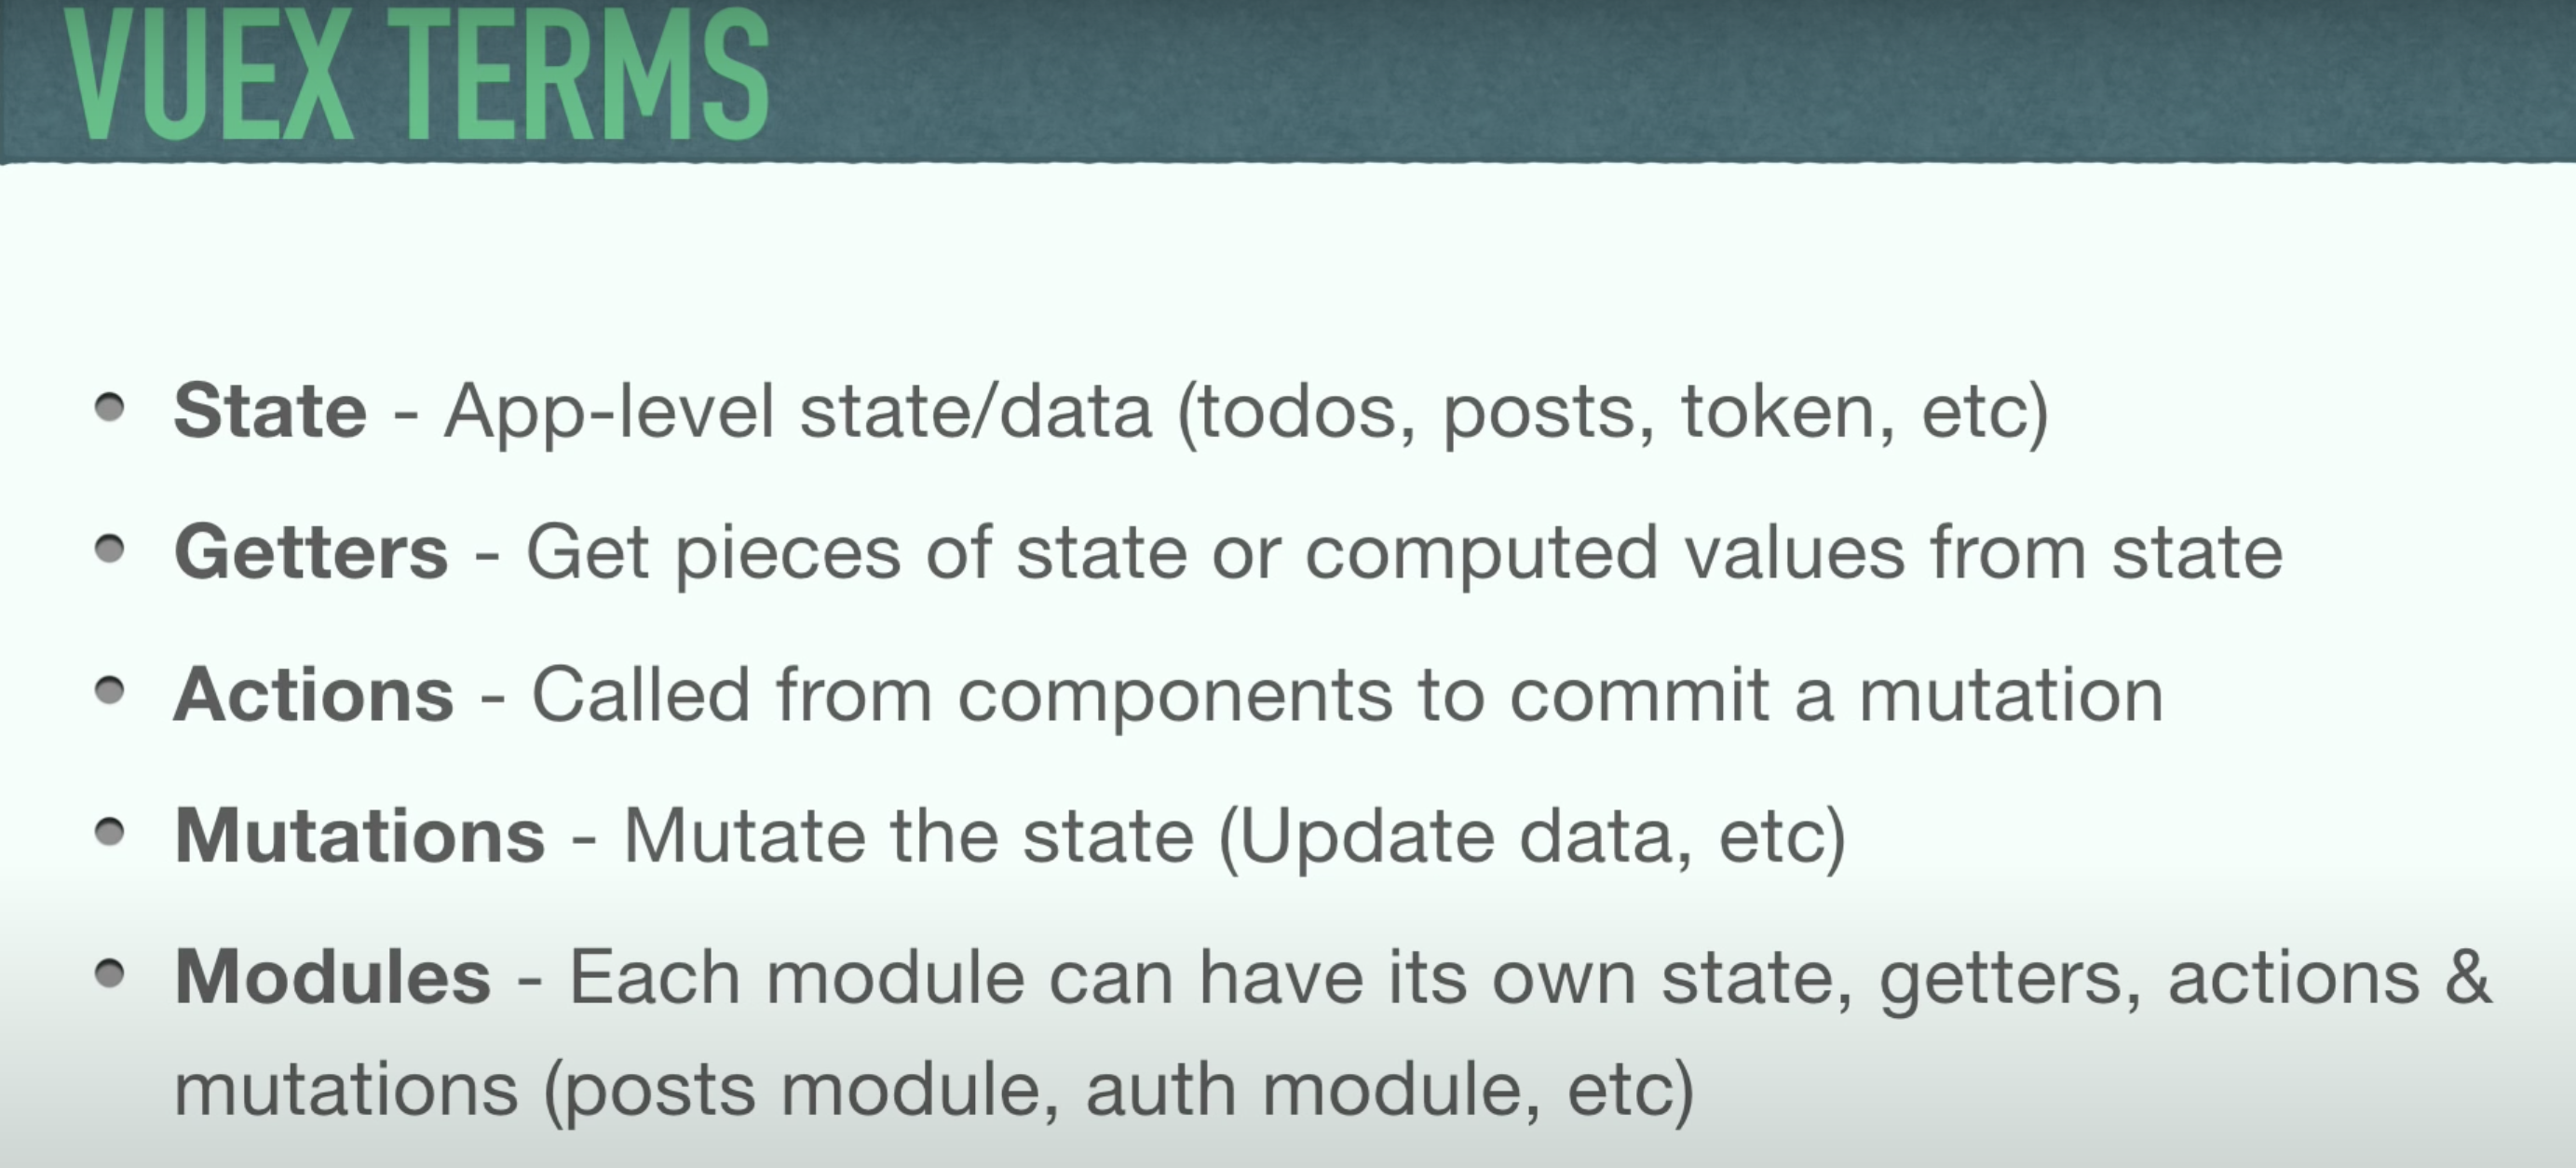 VUEX TERMS
State - App-level state/data (todos, posts, token, etc)
Getters - Get pieces of state or computed values from state
Actions - Called from components to commit a mutation
Mutations - Mutate the state (Update data, etc)
Modules - Each module can have its own state, getters, actions &
mutations (posts module, auth module, etc)